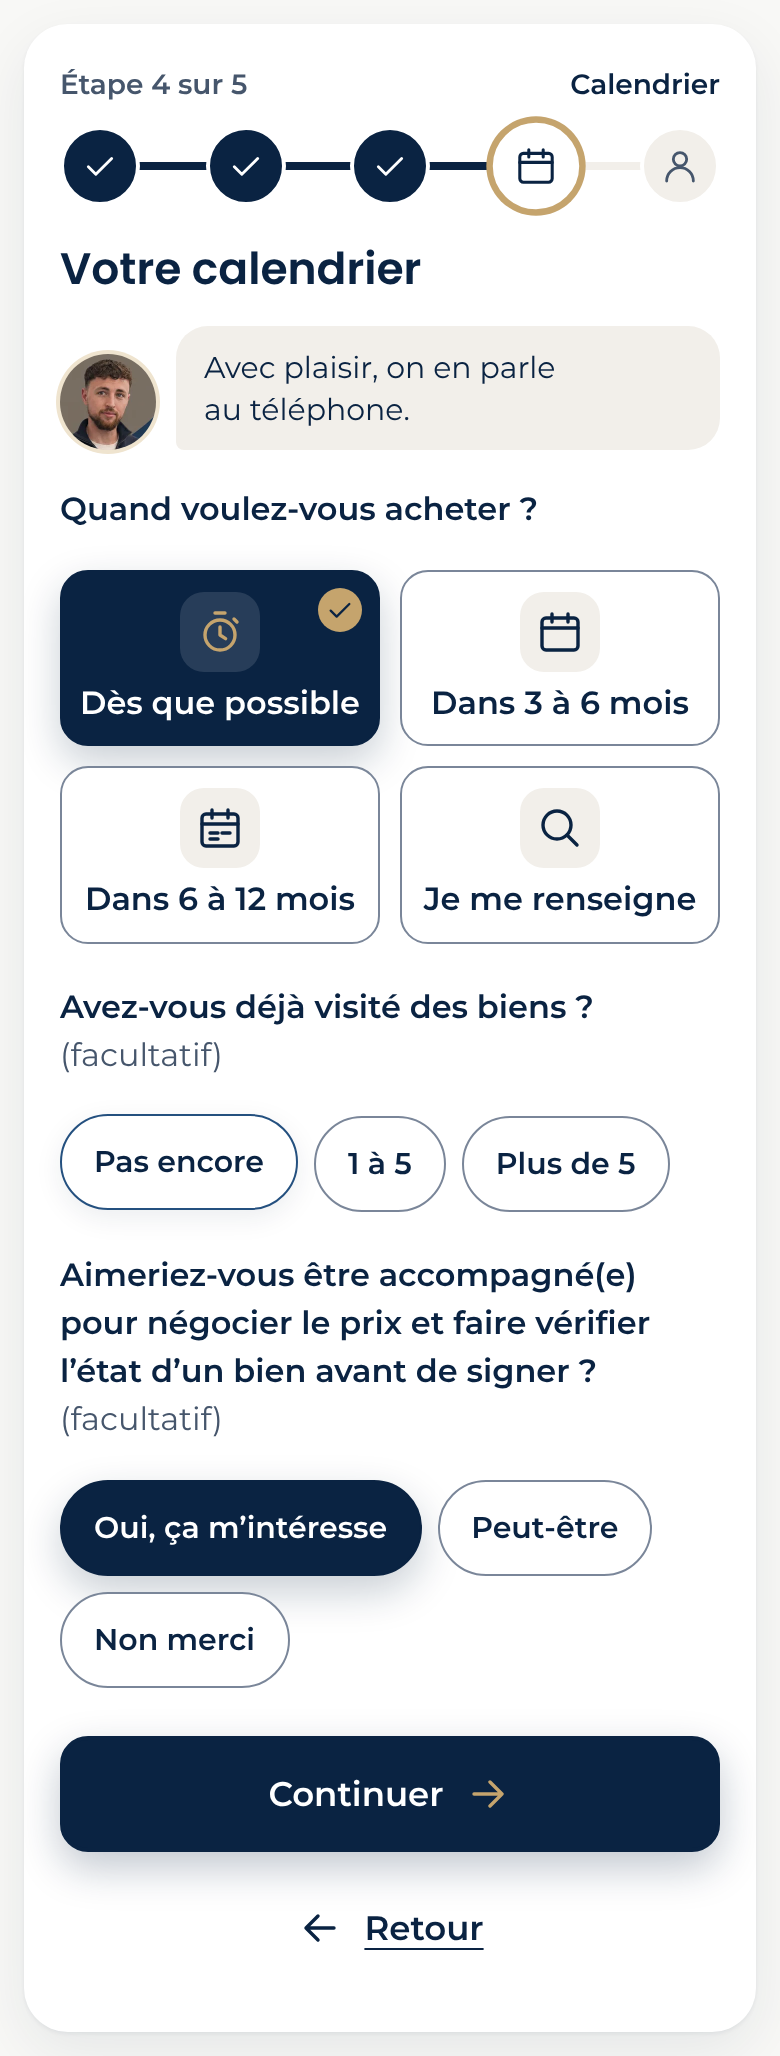 Étape 4 sur 5
Calendrier
Votre calendrier
Avec plaisir, on en parle
au téléphone.
Quand voulez-vous acheter ?
Dès que possible
Dans 3 à 6 mois
Dans 6 à 12 mois
Je me renseigne
Avez-vous déjà visité des biens ?
(facultatif)
Pas encore
1 à 5
Plus de 5
Aimeriez-vous être accompagné(e)
pour négocier le prix et faire vérifier
l’état d’un bien avant de signer ?
(facultatif)
Oui, ça m’intéresse
Peut-être
Non merci
Continuer
Retour